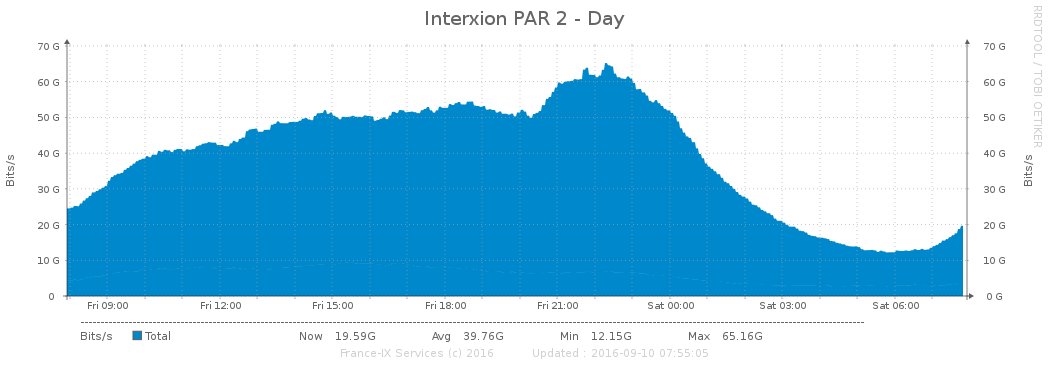 Interxion PAR 2 - Day
RRDTOOL / TOBI OETIKER
70 G 70 G
60 G 60 G
50 G 50 G
40 G 40 G
30 G 30 G
20 G 20 G
10 G 10 G
0 0 G
Bits/s
Bits/s
Fri 09:00 Fri 12:00 Fri 15:00 Fri 18:00 Fri 21:00 Sat 00:00 Sat 03:00 Sat 06:00
Bits/s Total Now 19.59G Avg 39.76G Min 12.15G Max 65.16G
France-IX Services (c) 2016 Updated : 2016-09-10 07:55:05